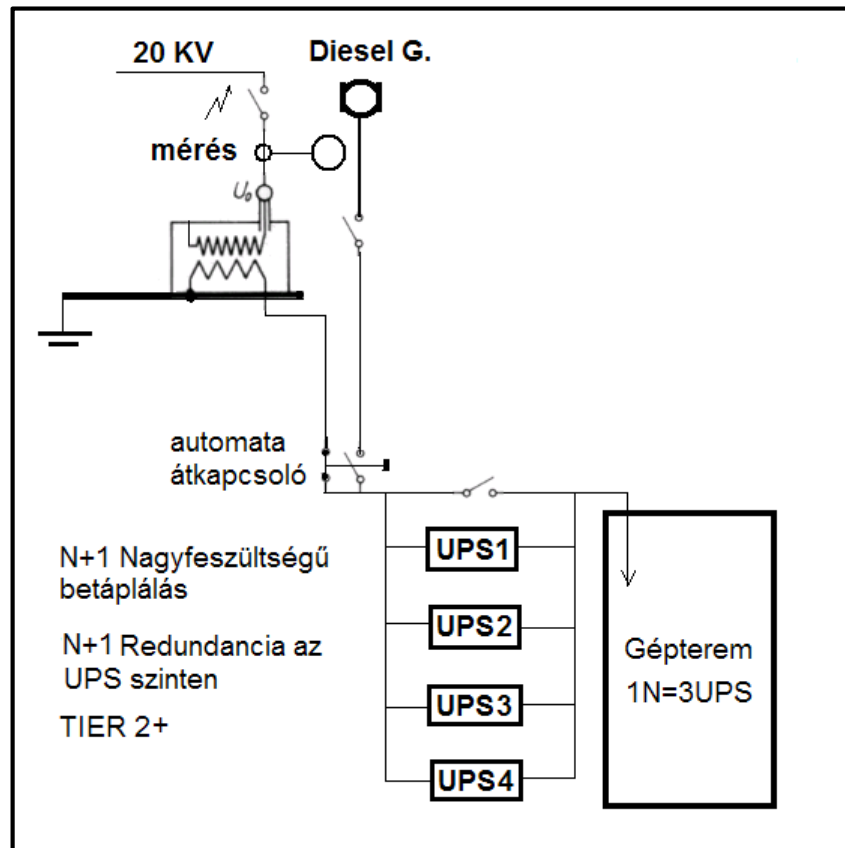 20 KV
Diesel G.
mérés
U₀
automata
átkapcsoló
UPS1
UPS2
UPS3
UPS4
N+1 Nagyfeszültségű
betáplálás
N+1 Redundancia az
UPS szinten
TIER 2+
Gépterem
1N=3UPS